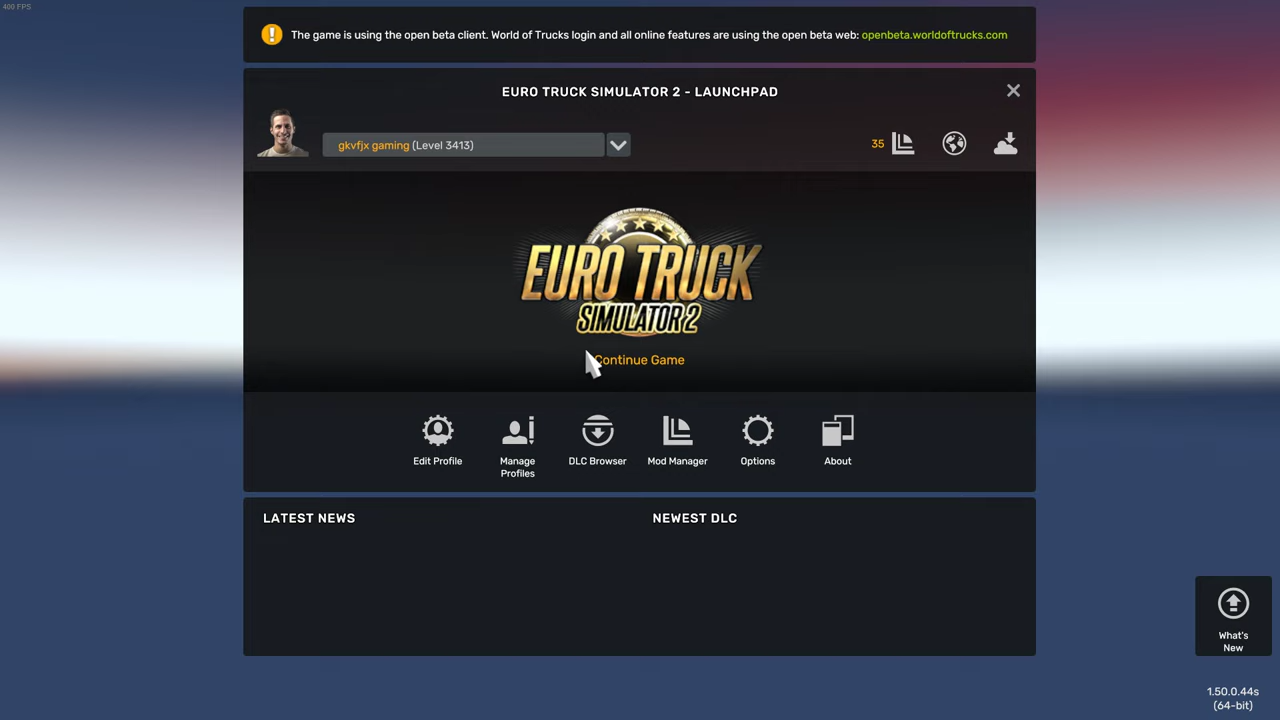 400 FPS
The game is using the open beta client. World of Trucks login and all online features are using the open beta web: openbeta.worldoftrucks.com
EURO TRUCK SIMULATOR 2 - LAUNCHPAD
gkvfjx gaming (Level 3413)
35
EURO TRUCK
SIMULATOR 2
Continue Game
Edit Profile
Manage
Profiles
DLC Browser
Mod Manager
Options
About
LATEST NEWS
NEWEST DLC
What's
New
1.50.0.44s
(64-bit)